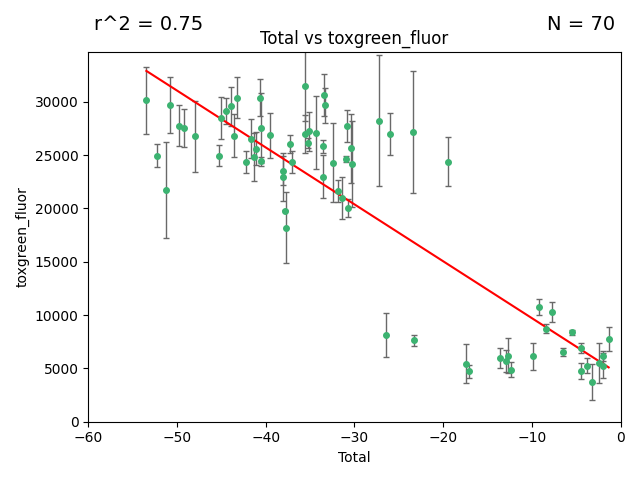 r^2 = 0.75
N = 70
Total vs toxgreen_fluor
30000
25000
20000
15000
10000
5000
0
toxgreen_fluor
−60
−50
−40
−30
−20
−10
0
Total